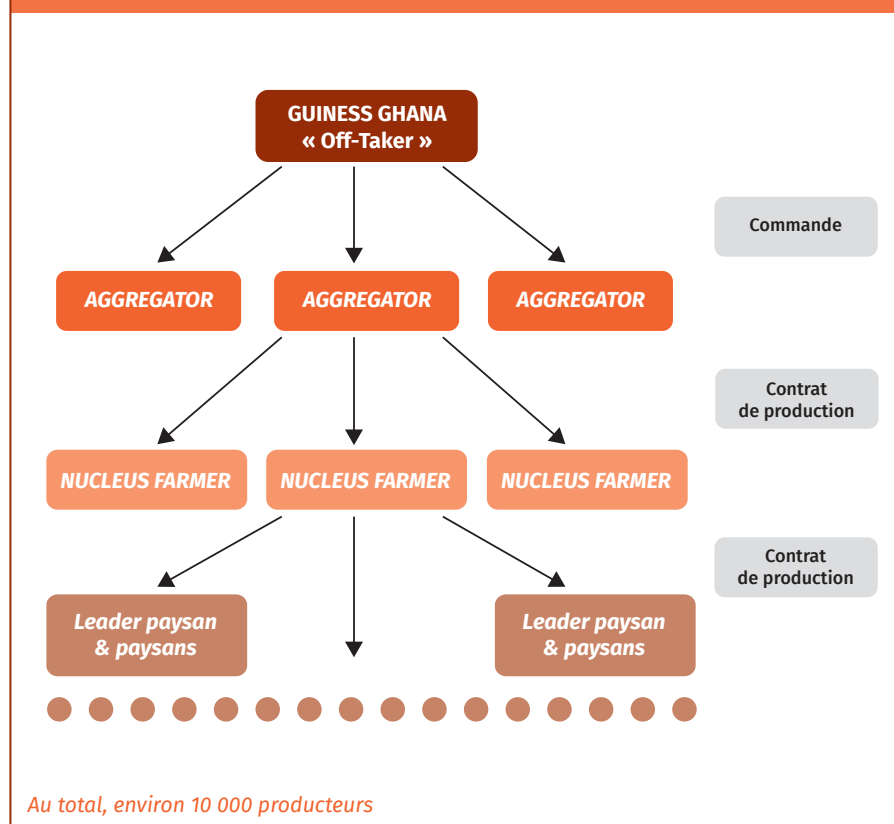 GUINESS GHANA
« Off-Taker »
Commande
AGGREGATOR
AGGREGATOR
AGGREGATOR
Contrat
de production
NUCLEUS FARMER
NUCLEUS FARMER
NUCLEUS FARMER
Contrat
de production
Leader paysan
& paysans
Leader paysan
& paysans
Au total, environ 10 000 producteurs